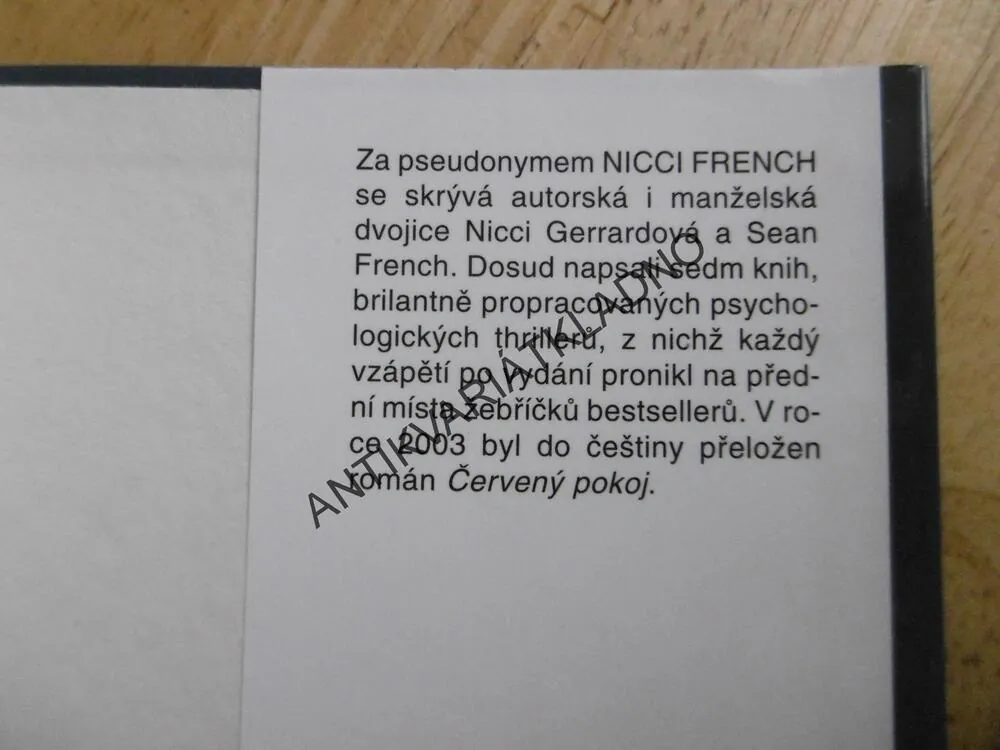 Za pseudonymem NICCI FRENCH
se skrývá autorská i manželská
dvojice Nicci Gerrardová a Sean
French. Dosud napsali sedm knih,
brilantně propracovaných psycho-
logických thrillerů, z nichž každý
vzápětí po vydání pronikl na před-
ní místa žebříčků bestsellerů. V ro-
ce 2003 byl do češtiny přeložen
román Červený pokoj.
ANTIKVARIÁTKLADNO